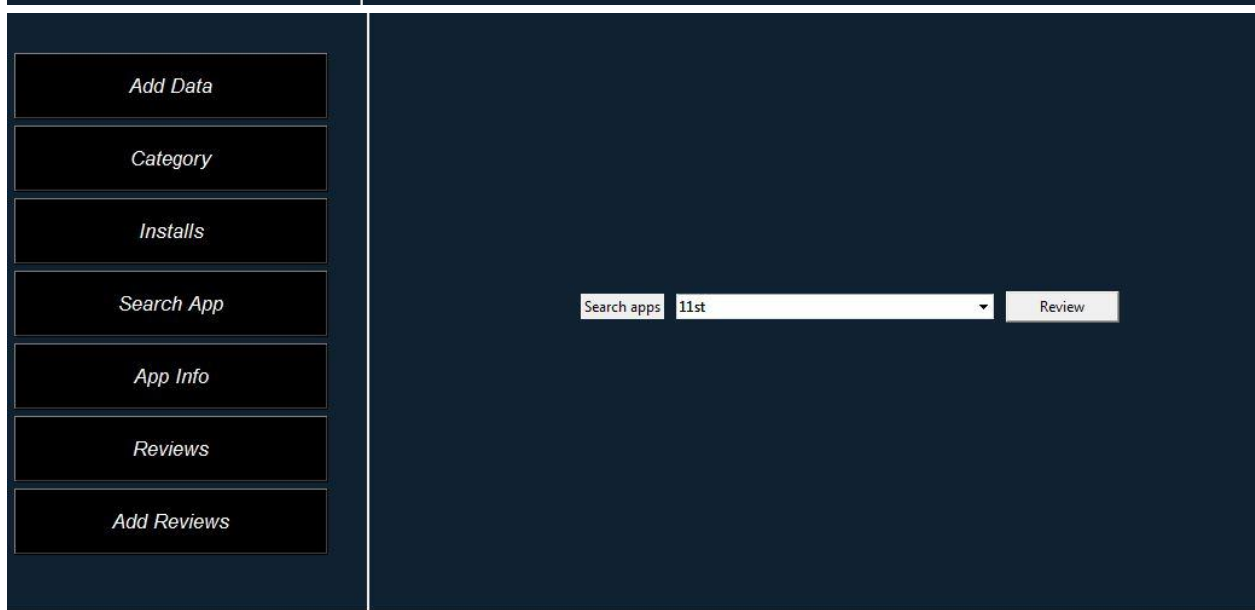 Add Data
Category
Installs
Search App
App Info
Reviews
Add Reviews
Search apps 11st Review